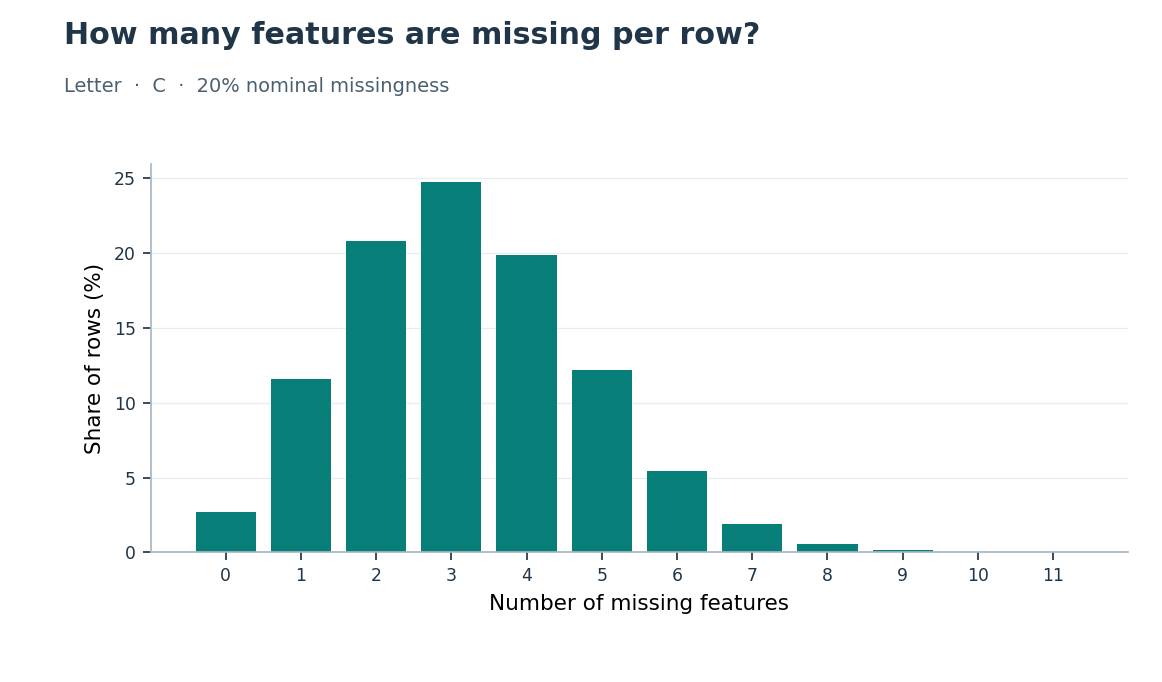 How many features are missing per row?
Letter · C · 20% nominal missingness
25
20
15
10
5
0
Share of rows (%)
0 1 2 3 4 5 6 7 8 9 10 11
Number of missing features